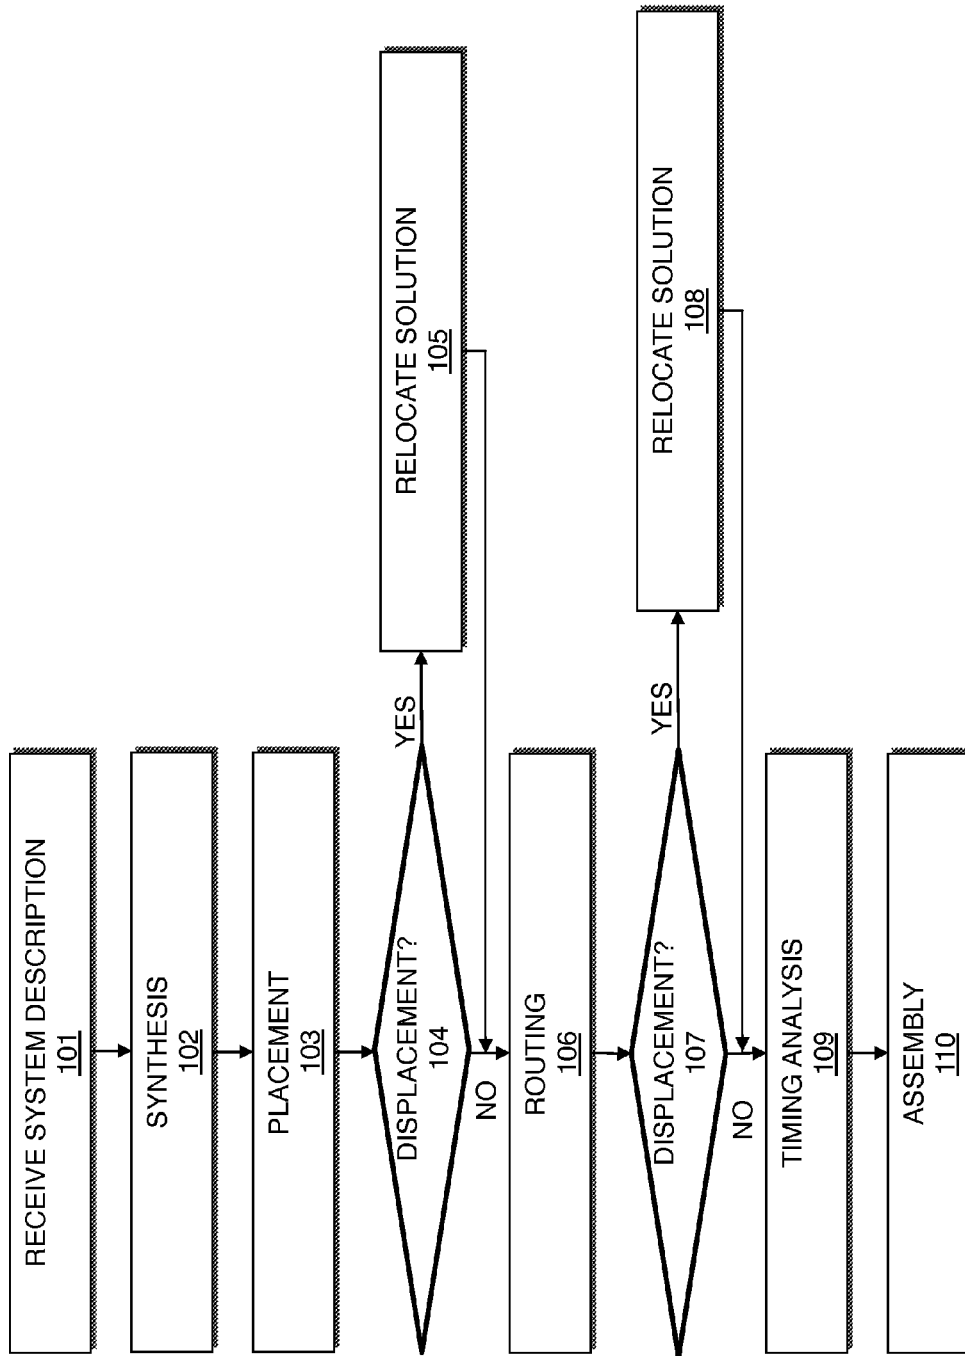 RECEIVE SYSTEM DESCRIPTION
101
SYNTHESIS
102
PLACEMENT
103
DISPLACEMENT?
104
YES
RELOCATE SOLUTION
105
NO
ROUTING
106
DISPLACEMENT?
107
YES
RELOCATE SOLUTION
108
NO
TIMING ANALYSIS
109
ASSEMBLY
110